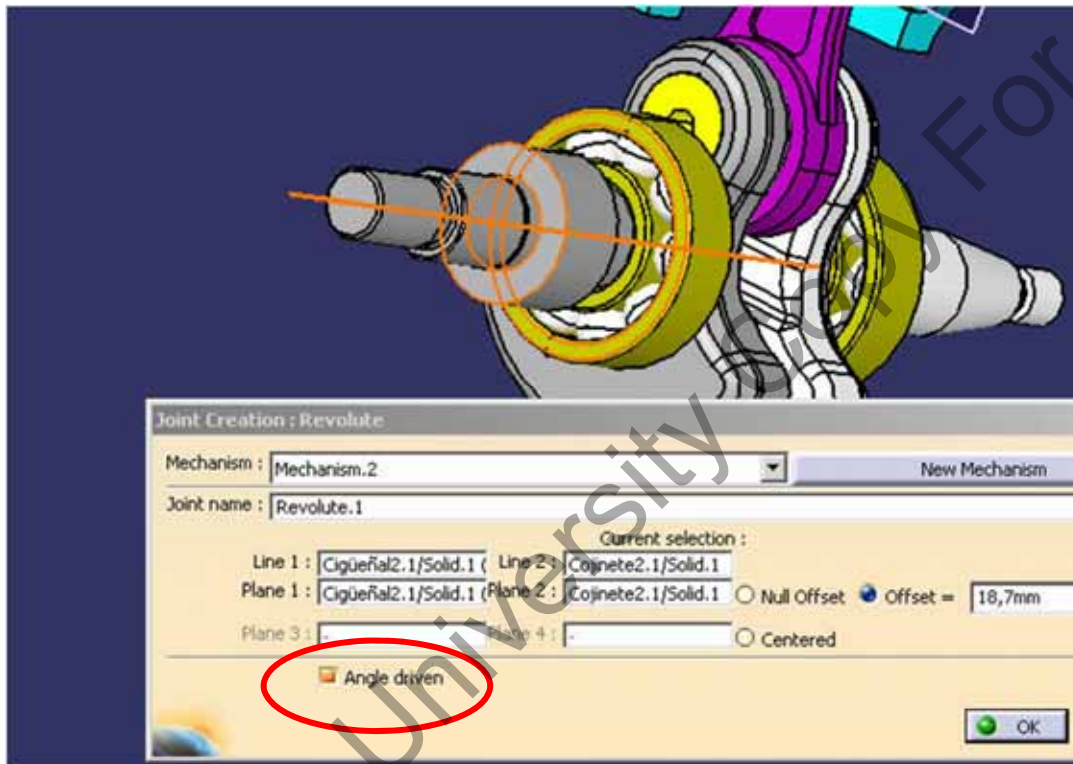 University Copy For
Joint Creation : Revolute
Mechanism : Mechanism.2 New Mechanism
Joint name : Revolute.1
Current selection :
Line 1 : Cigüeñal2.1/Solid.1 ( Line 2 : Cojinete2.1/Solid.1
Plane 1 : Cigüeñal2.1/Solid.1 ( Plane 2 : Cojinete2.1/Solid.1 Null Offset Offset = 18,7mm
Plane 3 : - Plane 4 : - Centered
Angle driven
OK